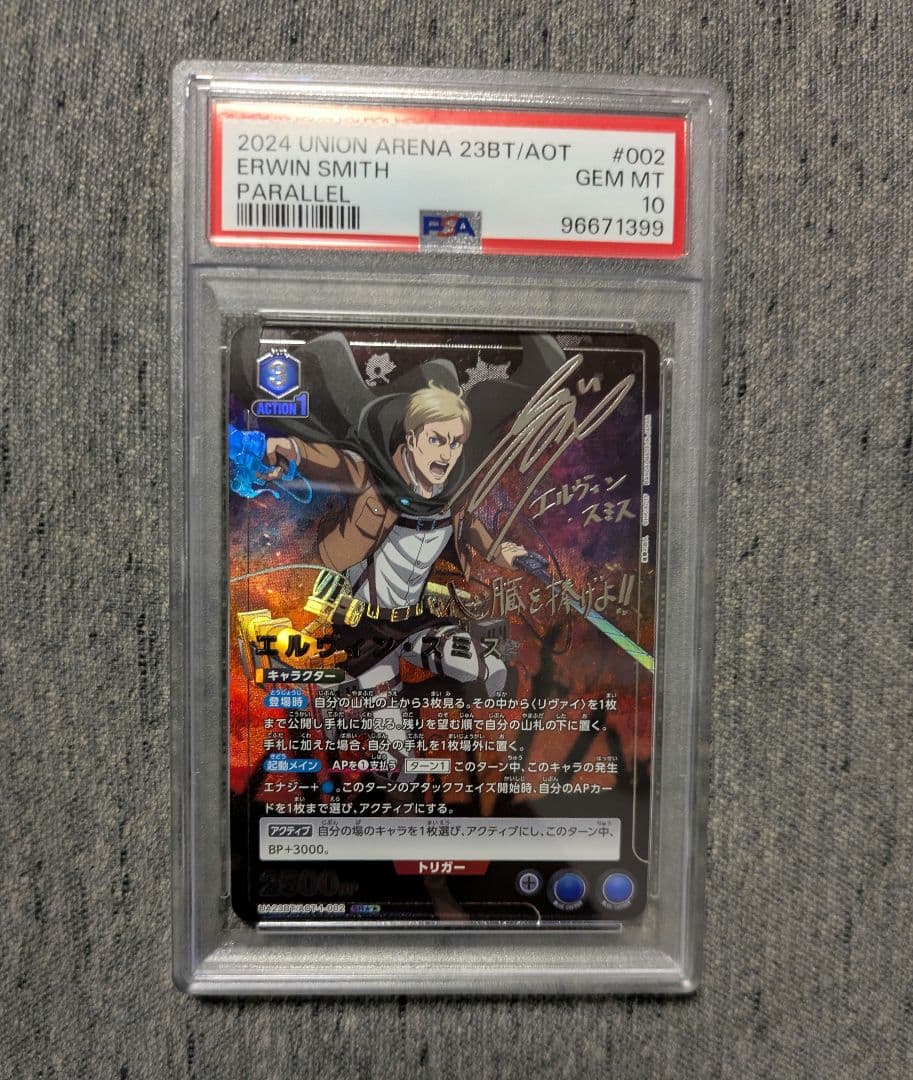 2024 UNION ARENA 23BT/AOT #002
ERWIN SMITH GEM MT
PARALLEL 10
PSA 96671399
3
ACTION 1
エルヴィン
・スミス
心臓を捧げよ!!
エルヴィン・スミス
キャラクター
登場時 自分の山札の上から3枚見る。その中から〈リヴァイ〉を1枚
まで公開し手札に加える。残りを望む順で自分の山札の下に置く。
手札に加えた場合、自分の手札を1枚場外に置く。
起動メイン APを1支払う ターン1 このターン中、このキャラの発生
エナジー+。このターンのアタックフェイズ開始時、自分のAPカー
ドを1枚まで選び、アクティブにする。
アクティブ 自分の場のキャラを1枚選び、アクティブにし、このターン中、
BP+3000。
トリガー
2500 BP
UA23BT/AOT-1-002 SR★★